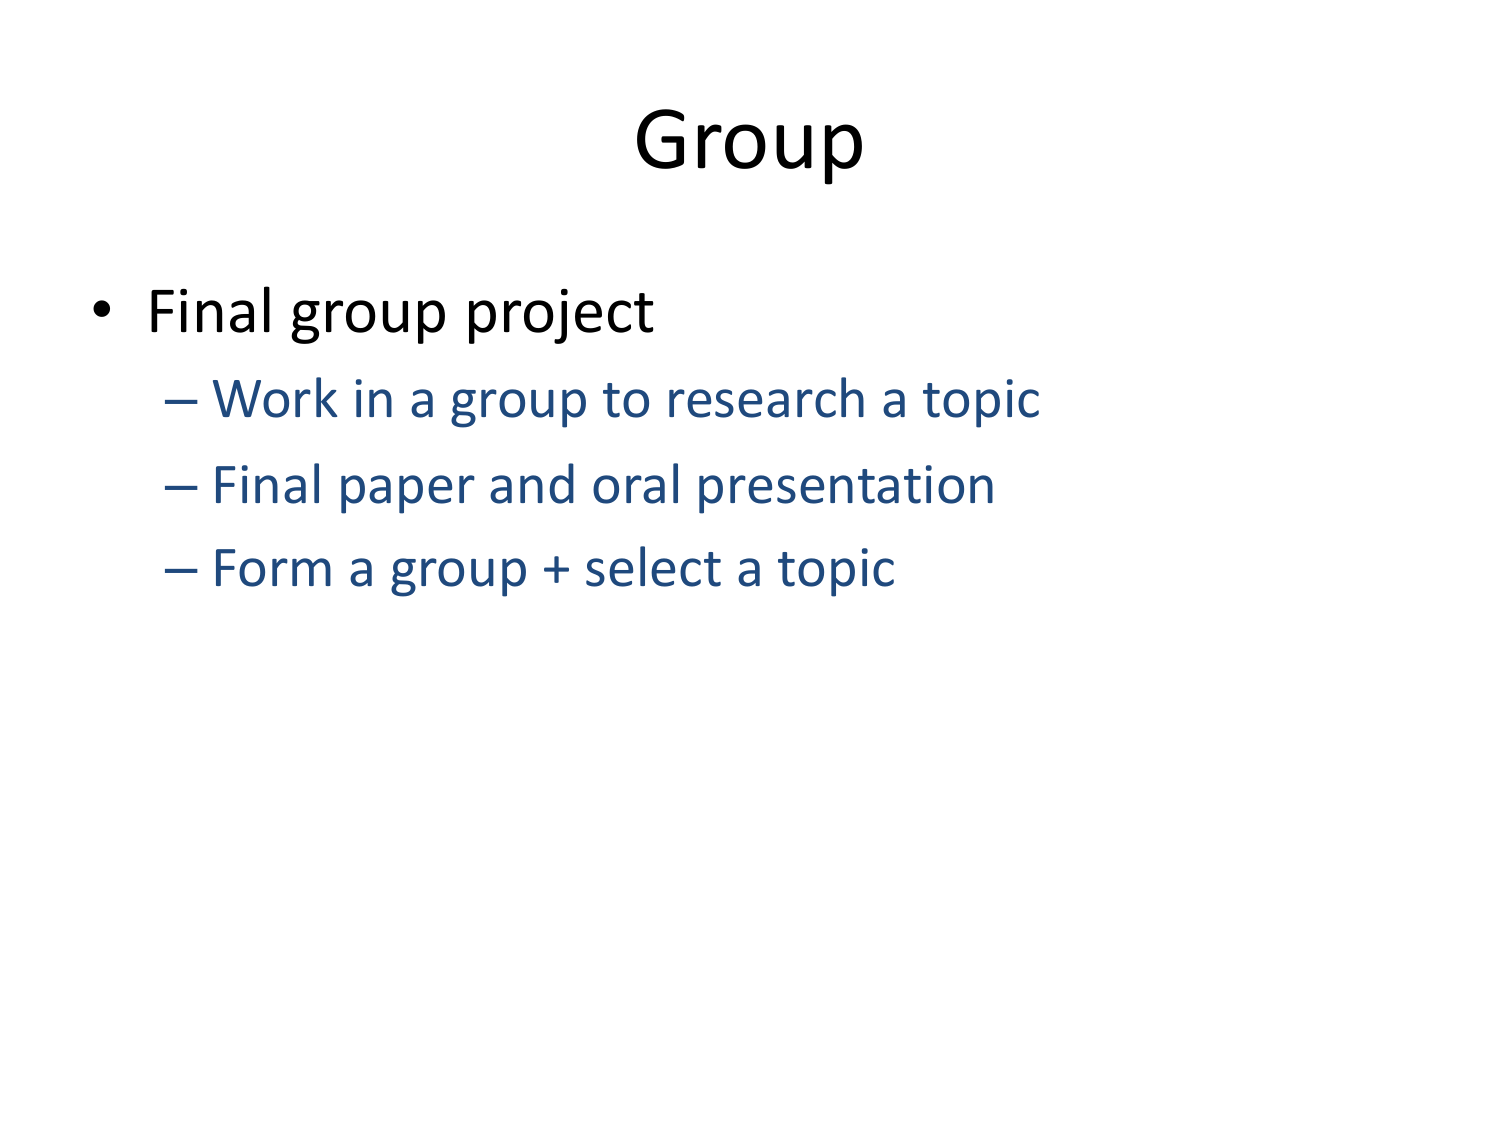 Group
• Final group project
– Work in a group to research a topic
– Final paper and oral presentation
– Form a group + select a topic